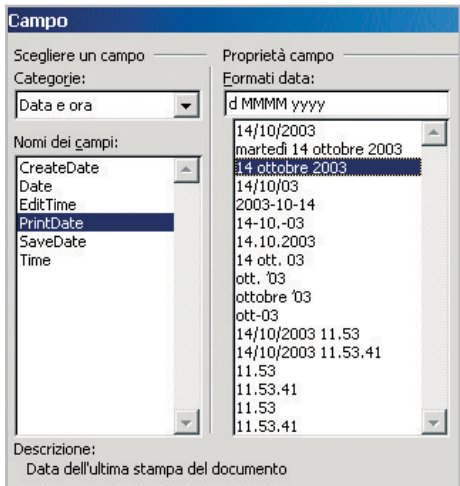 Campo
Scegliere un campo
Categorie:
Data e ora
Nomi dei campi:
CreateDate
Date
EditTime
PrintDate
SaveDate
Time
Proprietà campo
Formati data:
d MMMM yyyy
14/10/2003
martedì 14 ottobre 2003
14 ottobre 2003
14/10/03
2003-10-14
14-10.-03
14.10.2003
14 ott. 03
ott. '03
ottobre '03
ott-03
14/10/2003 11.53
14/10/2003 11.53.41
11.53
11.53.41
11.53
11.53.41
Descrizione:
Data dell'ultima stampa del documento